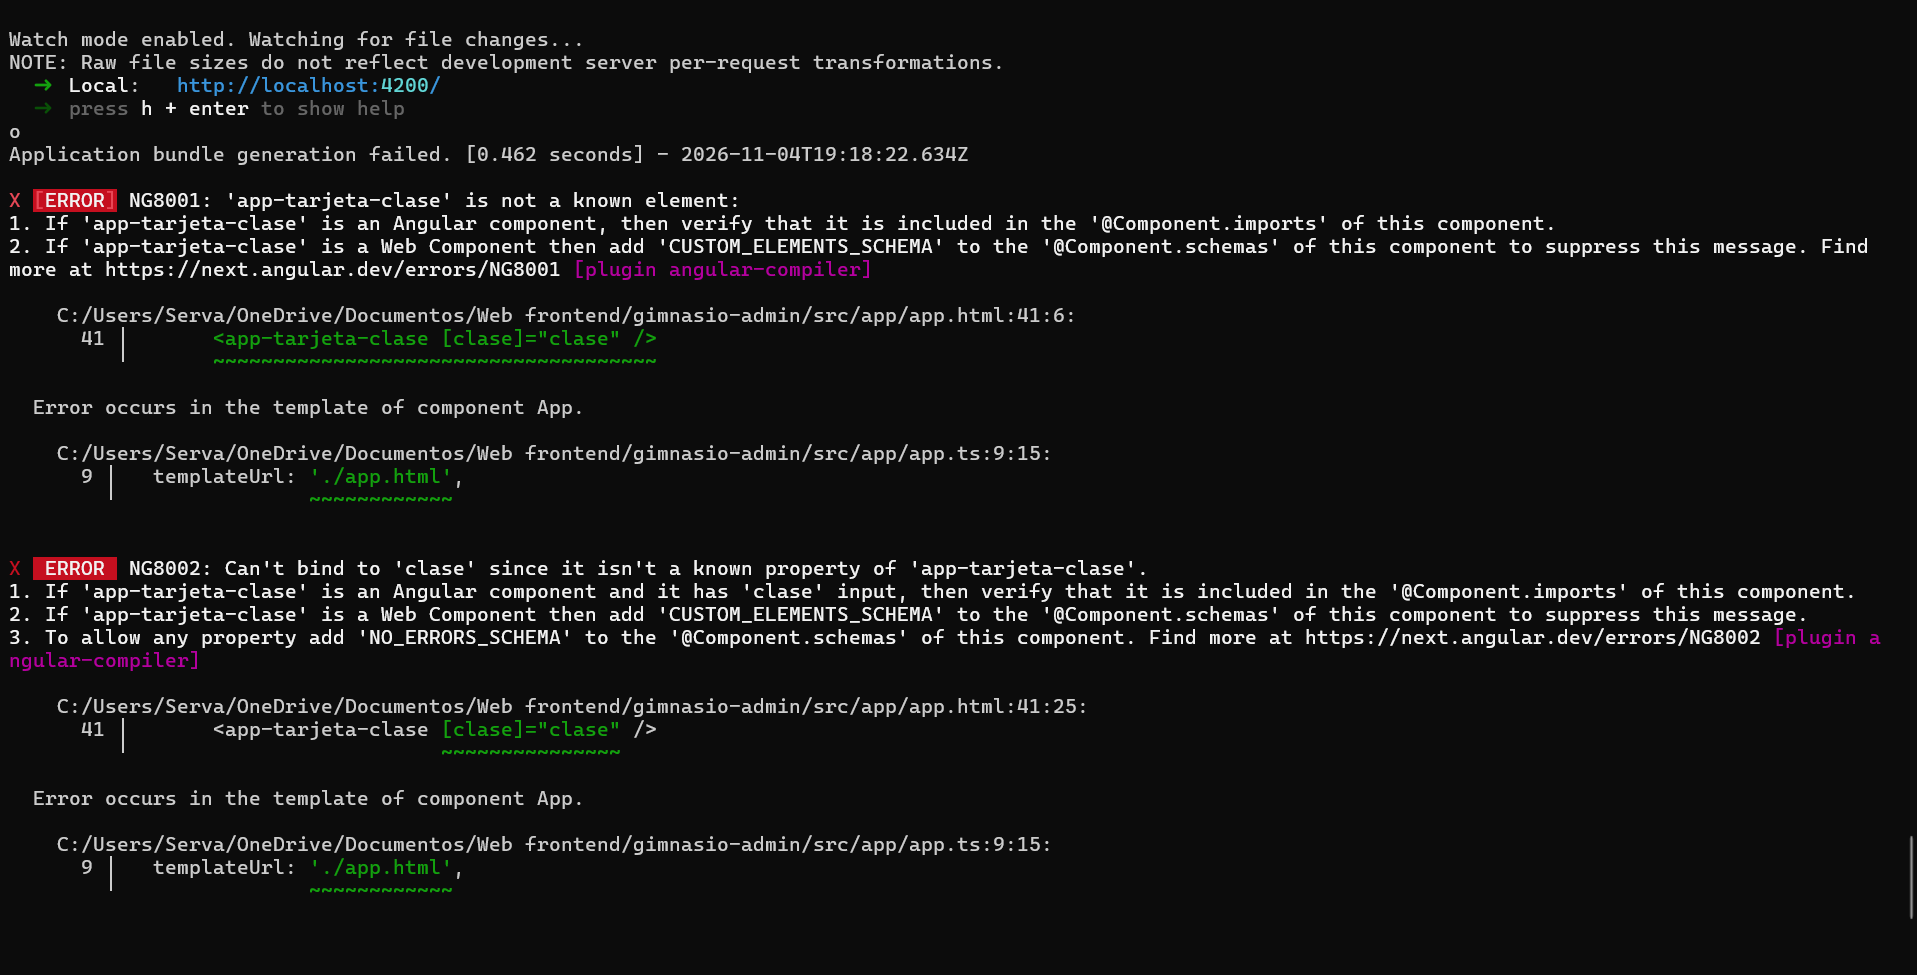 Watch mode enabled. Watching for file changes...
NOTE: Raw file sizes do not reflect development server per-request transformations.
  ➜  Local:   http://localhost:4200/
  ➜  press h + enter to show help
o
Application bundle generation failed. [0.462 seconds] - 2026-11-04T19:18:22.634Z

X [ERROR] NG8001: 'app-tarjeta-clase' is not a known element:
1. If 'app-tarjeta-clase' is an Angular component, then verify that it is included in the '@Component.imports' of this component.
2. If 'app-tarjeta-clase' is a Web Component then add 'CUSTOM_ELEMENTS_SCHEMA' to the '@Component.schemas' of this component to suppress this message. Find
more at https://next.angular.dev/errors/NG8001 [plugin angular-compiler]

    C:/Users/Serva/OneDrive/Documentos/Web frontend/gimnasio-admin/src/app/app.html:41:6:
      41 │       <app-tarjeta-clase [clase]="clase" />
         │       ~~~~~~~~~~~~~~~~~~~~~~~~~~~~~~~~~~~~~

  Error occurs in the template of component App.

    C:/Users/Serva/OneDrive/Documentos/Web frontend/gimnasio-admin/src/app/app.ts:9:15:
      9 │   templateUrl: './app.html',
        │                ~~~~~~~~~~~~

X ERROR NG8002: Can't bind to 'clase' since it isn't a known property of 'app-tarjeta-clase'.
1. If 'app-tarjeta-clase' is an Angular component and it has 'clase' input, then verify that it is included in the '@Component.imports' of this component.
2. If 'app-tarjeta-clase' is a Web Component then add 'CUSTOM_ELEMENTS_SCHEMA' to the '@Component.schemas' of this component to suppress this message.
3. To allow any property add 'NO_ERRORS_SCHEMA' to the '@Component.schemas' of this component. Find more at https://next.angular.dev/errors/NG8002 [plugin a
ngular-compiler]

    C:/Users/Serva/OneDrive/Documentos/Web frontend/gimnasio-admin/src/app/app.html:41:25:
      41 │       <app-tarjeta-clase [clase]="clase" />
         │                          ~~~~~~~~~~~~~~~

  Error occurs in the template of component App.

    C:/Users/Serva/OneDrive/Documentos/Web frontend/gimnasio-admin/src/app/app.ts:9:15:
      9 │   templateUrl: './app.html',
        │                ~~~~~~~~~~~~